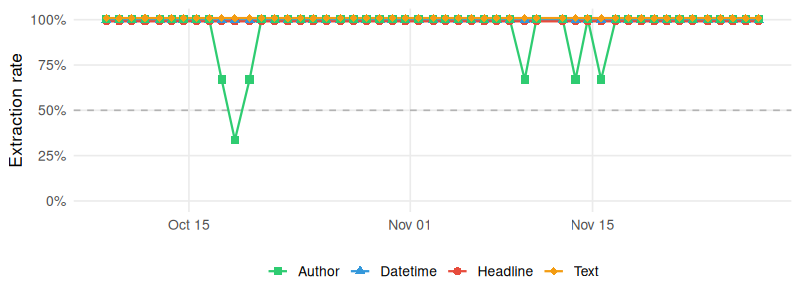 Extraction rate
100%
75%
50%
25%
0%
Oct 15 Nov 01 Nov 15
Author Datetime Headline Text